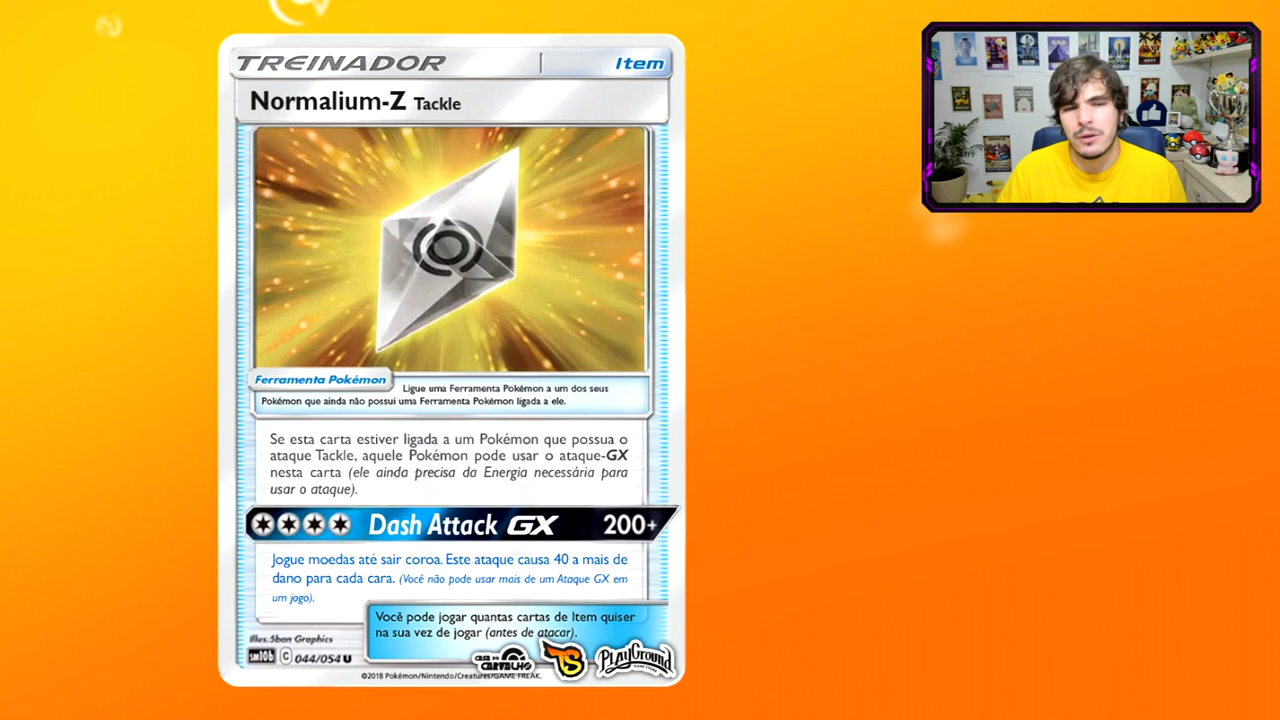 TREINADOR
Item
Normalium-Z Tackle
Ferramenta Pokémon
Ligue uma Ferramenta Pokémon a um dos seus
Pokémon que ainda não possui uma Ferramenta Pokémon ligada a ele.
Se esta carta estiver ligada a um Pokémon que possua o
ataque Tackle, aquele Pokémon pode usar o ataque-GX
nesta carta (ele ainda precisa da Energia necessária para
usar o ataque).
Dash Attack GX 200+
Jogue moedas até sair coroa. Este ataque causa 40 a mais de
dano para cada cara. (Você não pode usar mais de um Ataque GX em
um jogo).
Você pode jogar quantas cartas de Item quiser
na sua vez de jogar (antes de atacar).
Illus. 5ban Graphics
sm10b C 044/054 U
CASA DO CARVALHO
TS
PLAYGROUND
©2018 Pokémon/Nintendo/Creatures/GAME FREAK.